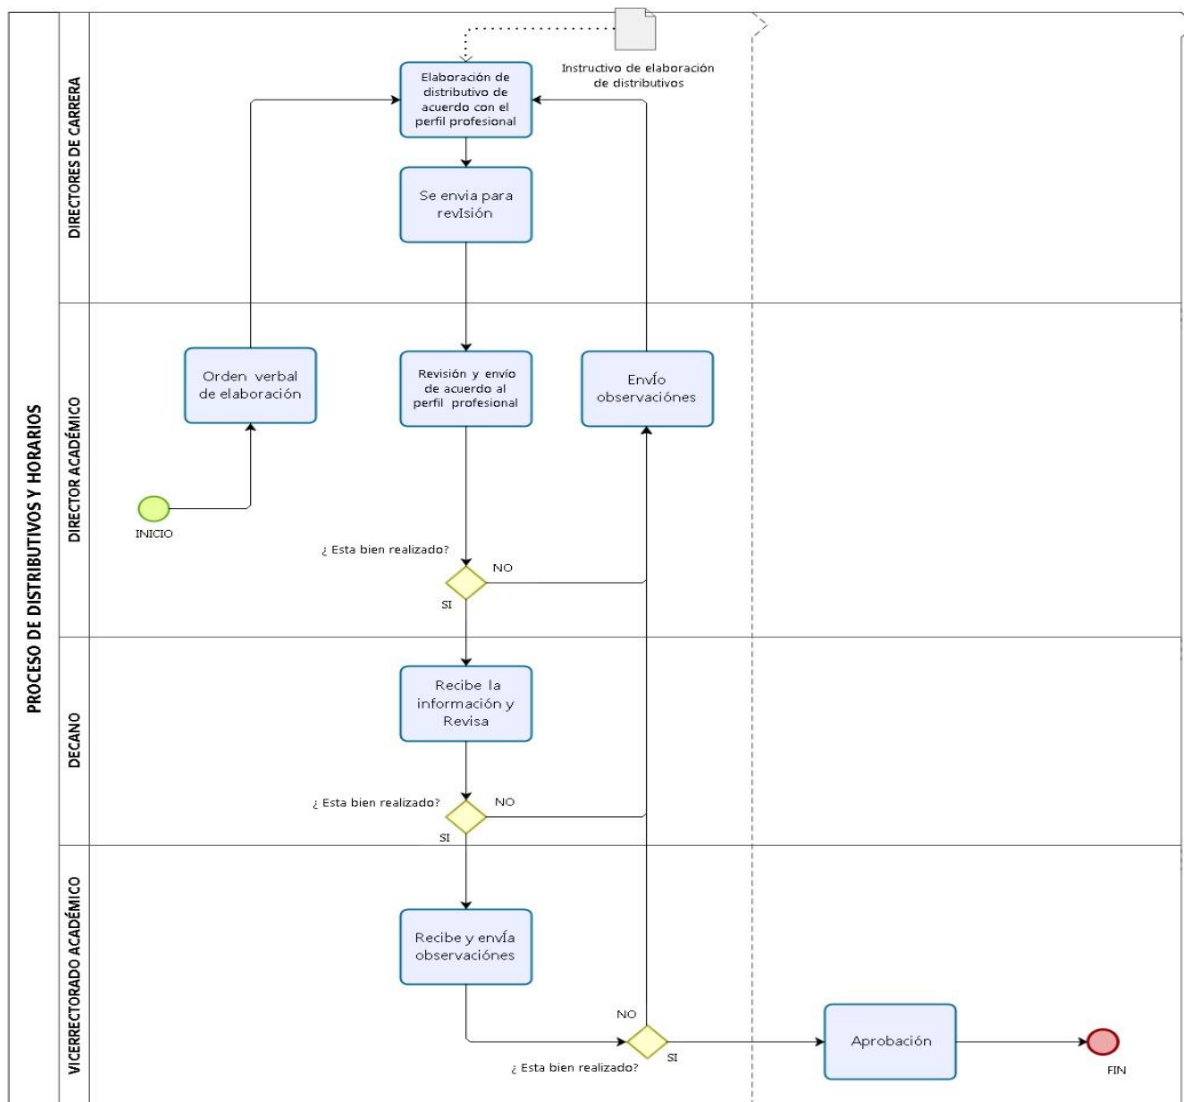 PROCESO DE DISTRIBUTIVOS Y HORARIOS
DIRECTORES DE CARRERA
Instructivo de elaboración
de distributivos
Elaboración de
distributivo de
acuerdo con el
perfil profesional
Se envia para
revIsión
DIRECTOR ACADÉMICO
Orden verbal
de elaboración
Revisión y envío
de acuerdo al
perfil profesional
EnvÍo
observaciónes
INICIO
¿ Esta bien realizado?
NO
SI
DECANO
Recibe la
información y
Revisa
¿ Esta bien realizado?
NO
SI
VICERRECTORADO ACADÉMICO
Recibe y envÍa
observaciónes
NO
¿ Esta bien realizado?
SI
Aprobación
FIN